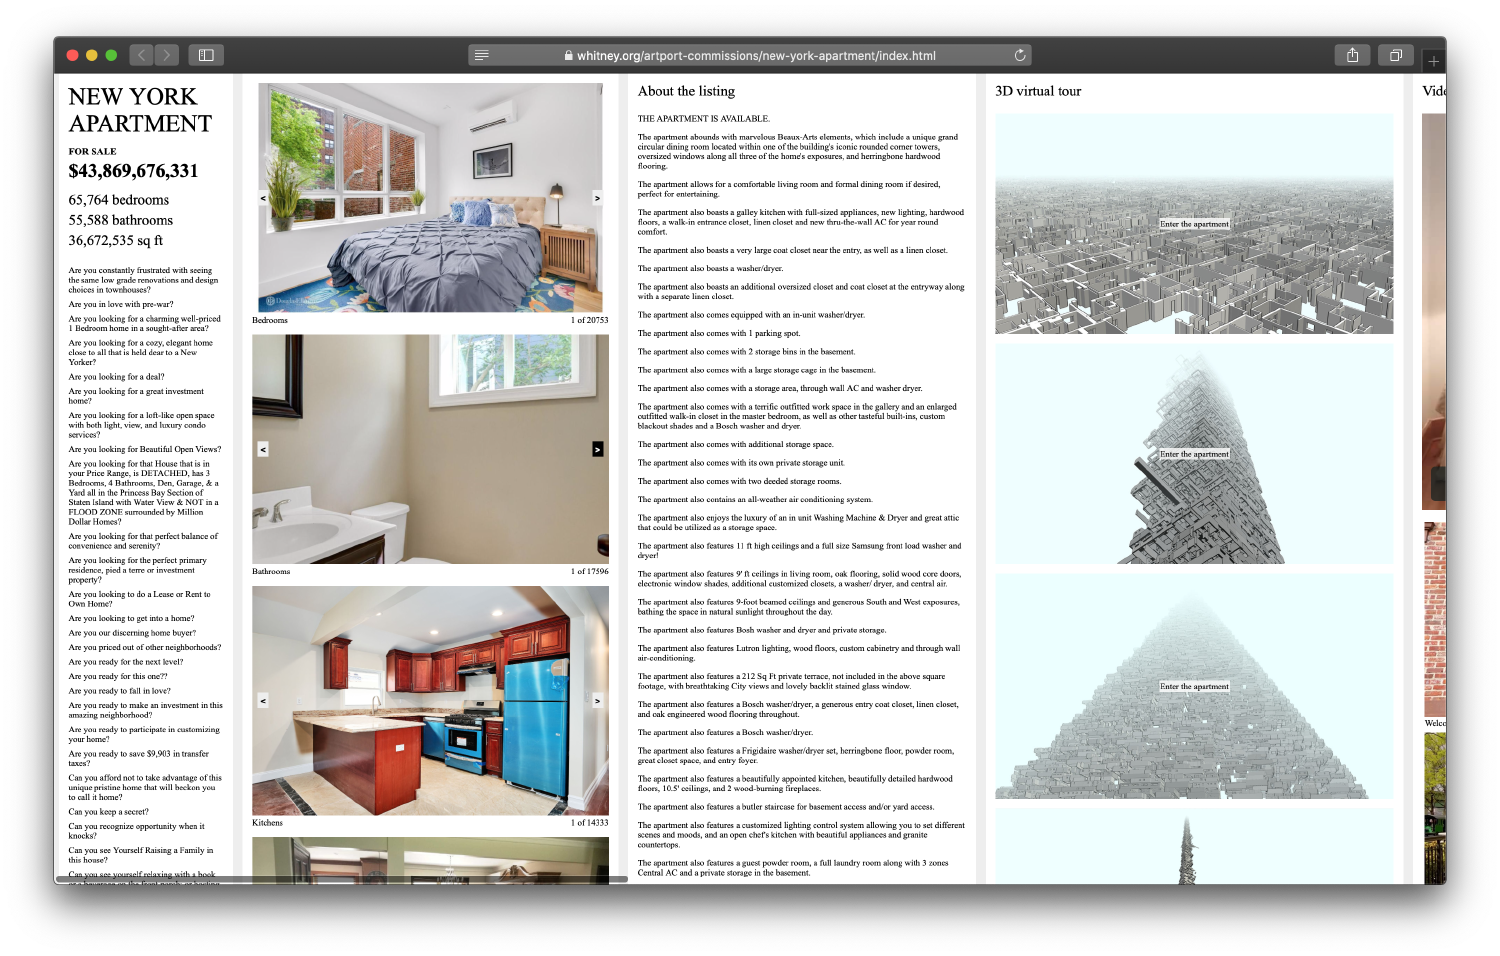 whitney.org/artport-commissions/new-york-apartment/index.html
NEW YORK
APARTMENT
FOR SALE
$43,869,676,331
65,764 bedrooms
55,588 bathrooms
36,672,535 sq ft
Are you constantly frustrated with seeing
the same low grade renovations and design
choices in townhouses?
Are you in love with pre-war?
Are you looking for a charming well-priced
1 Bedroom home in a sought-after area?
Are you looking for a cozy, elegant home
close to all that is held dear to a New
Yorker?
Are you looking for a deal?
Are you looking for a great investment
home?
Are you looking for a loft-like open space
with both light, view, and luxury condo
services?
Are you looking for Beautiful Open Views?
Are you looking for that House that is in
your Price Range, is DETACHED, has 3
Bedrooms, 4 Bathrooms, Den, Garage, & a
Yard all in the Princess Bay Section of
Staten Island with Water View & NOT in a
FLOOD ZONE surrounded by Million
Dollar Homes?
Are you looking for that perfect balance of
convenience and serenity?
Are you looking for the perfect primary
residence, pied a terre or investment
property?
Are you looking to do a Lease or Rent to
Own Home?
Are you looking to get into a home?
Are you our discerning home buyer?
Are you priced out of other neighborhoods?
Are you ready for the next level?
Are you ready for this one??
Are you ready to fall in love?
Are you ready to make an investment in this
amazing neighborhood?
Are you ready to participate in customizing
your home?
Are you ready to save $9,903 in transfer
taxes?
Can you afford not to take advantage of this
unique pristine home that will beckon you
to call it home?
Can you keep a secret?
Can you recognize opportunity when it
knocks?
Can you see Yourself Raising a Family in
this house?
Can you see yourself relaxing with a book
< >
Bedrooms 1 of 20753
< >
Bathrooms 1 of 17596
< >
Kitchens 1 of 14333
About the listing
THE APARTMENT IS AVAILABLE.
The apartment abounds with marvelous Beaux-Arts elements, which include a unique grand
circular dining room located within one of the building's iconic rounded corner towers,
oversized windows along all three of the home's exposures, and herringbone hardwood
flooring.
The apartment allows for a comfortable living room and formal dining room if desired,
perfect for entertaining.
The apartment also boasts a galley kitchen with full-sized appliances, new lighting, hardwood
floors, a walk-in entrance closet, linen closet and new thru-the-wall AC for year round
comfort.
The apartment also boasts a very large coat closet near the entry, as well as a linen closet.
The apartment also boasts a washer/dryer.
The apartment also boasts an additional oversized closet and coat closet at the entryway along
with a separate linen closet.
The apartment also comes equipped with an in-unit washer/dryer.
The apartment also comes with 1 parking spot.
The apartment also comes with 2 storage bins in the basement.
The apartment also comes with a large storage cage in the basement.
The apartment also comes with a storage area, through wall AC and washer dryer.
The apartment also comes with a terrific outfitted work space in the gallery and an enlarged
outfitted walk-in closet in the master bedroom, as well as other tasteful built-ins, custom
blackout shades and a Bosch washer and dryer.
The apartment also comes with additional storage space.
The apartment also comes with its own private storage unit.
The apartment also comes with two deeded storage rooms.
The apartment also contains an all-weather air conditioning system.
The apartment also enjoys the luxury of an in unit Washing Machine & Dryer and great attic
that could be utilized as a storage space.
The apartment also features 11 ft high ceilings and a full size Samsung front load washer and
dryer!
The apartment also features 9' ft ceilings in living room, oak flooring, solid wood core doors,
electronic window shades, additional customized closets, a washer/ dryer, and central air.
The apartment also features 9-foot beamed ceilings and generous South and West exposures,
bathing the space in natural sunlight throughout the day.
The apartment also features Bosh washer and dryer and private storage.
The apartment also features Lutron lighting, wood floors, custom cabinetry and through wall
air-conditioning.
The apartment also features a 212 Sq Ft private terrace, not included in the above square
footage, with breathtaking City views and lovely backlit stained glass window.
The apartment also features a Bosch washer/dryer, a generous entry coat closet, linen closet,
and oak engineered wood flooring throughout.
The apartment also features a Bosch washer/dryer.
The apartment also features a Frigidaire washer/dryer set, herringbone floor, powder room,
great closet space, and entry foyer.
The apartment also features a beautifully appointed kitchen, beautifully detailed hardwood
floors, 10.5' ceilings, and 2 wood-burning fireplaces.
The apartment also features a butler staircase for basement access and/or yard access.
The apartment also features a customized lighting control system allowing you to set different
scenes and moods, and an open chef's kitchen with beautiful appliances and granite
countertops.
The apartment also features a guest powder room, a full laundry room along with 3 zones
Central AC and a private storage in the basement.
3D virtual tour
Enter the apartment
Enter the apartment
Enter the apartment
Vide
Welco